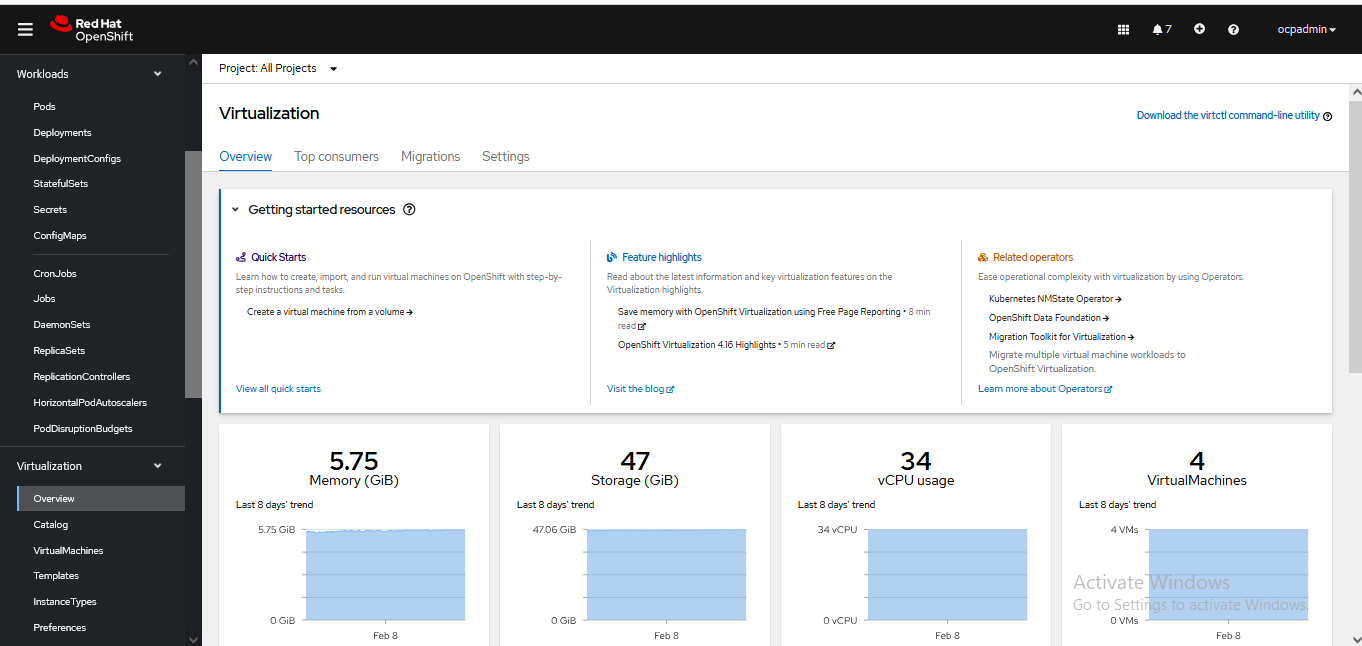 Red Hat
OpenShift
7
ocpadmin
Workloads
Pods
Deployments
DeploymentConfigs
StatefulSets
Secrets
ConfigMaps
CronJobs
Jobs
DaemonSets
ReplicaSets
ReplicationControllers
HorizontalPodAutoscalers
PodDisruptionBudgets
Virtualization
Overview
Catalog
VirtualMachines
Templates
InstanceTypes
Preferences
Project: All Projects
Virtualization
Download the virtctl command-line utility
Overview Top consumers Migrations Settings
Getting started resources
Quick Starts
Learn how to create, import, and run virtual machines on OpenShift with step-by-
step instructions and tasks.
Create a virtual machine from a volume
View all quick starts
Feature highlights
Read about the latest information and key virtualization features on the
Virtualization highlights.
Save memory with OpenShift Virtualization using Free Page Reporting • 8 min
read
OpenShift Virtualization 4.16 Highlights • 5 min read
Visit the blog
Related operators
Ease operational complexity with virtualization by using Operators.
Kubernetes NMState Operator
OpenShift Data Foundation
Migration Toolkit for Virtualization
Migrate multiple virtual machine workloads to
OpenShift Virtualization.
Learn more about Operators
5.75
Memory (GiB)
Last 8 days' trend
5.75 GiB
0 GiB
Feb 8
47
Storage (GiB)
Last 8 days' trend
47.06 GiB
0 GiB
Feb 8
34
vCPU usage
Last 8 days' trend
34 vCPU
0 vCPU
Feb 8
4
VirtualMachines
Last 8 days' trend
4 VMs
0 VMs
Feb 8
Activate Windows
Go to Settings to activate Windows.